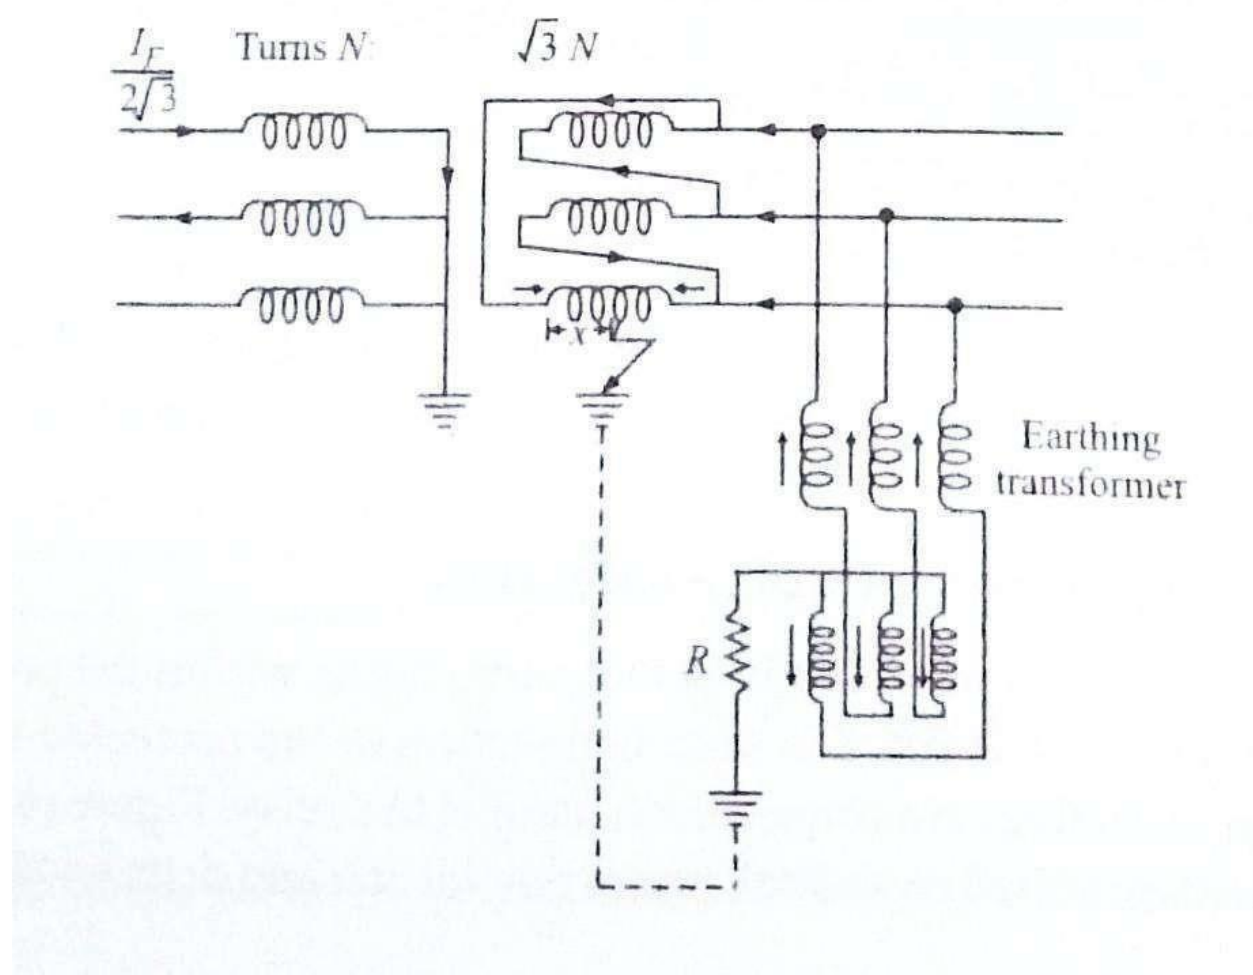 I_F/2√3 Turns N: √3 N
x
Earthing
transformer
R